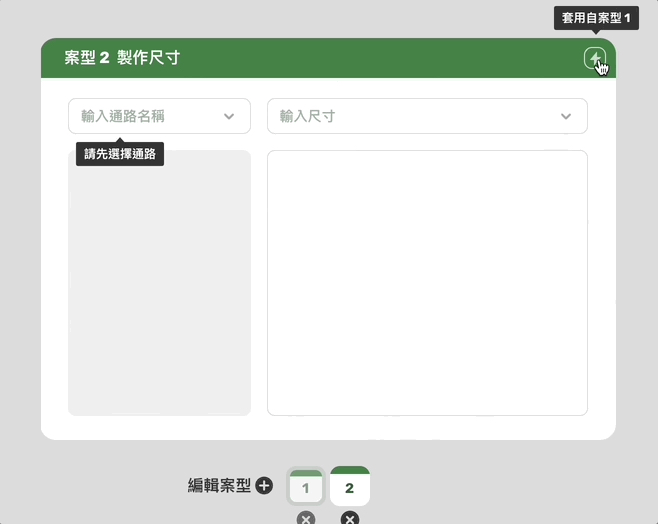 套用自案型 1
案型 2 製作尺寸
輸入通路名稱
輸入尺寸
請先選擇通路
編輯案型
1
2